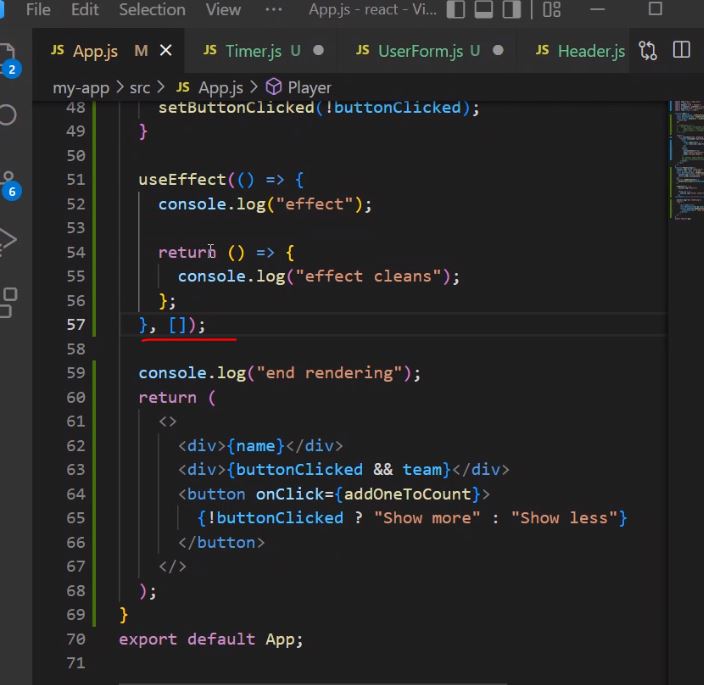 File Edit Selection View ··· App.js - react - Vi...
JS App.js M × JS Timer.js U ● JS UserForm.js U ● JS Header.js
2
my-app > src > JS App.js > Player
48 setButtonClicked(!buttonClicked);
49 }
50
51 useEffect(() => {
6
52 console.log("effect");
53
54 return () => {
55 console.log("effect cleans");
56 };
57 }, []);
58
59 console.log("end rendering");
60 return (
61 <>
62 <div>{name}</div>
63 <div>{buttonClicked && team}</div>
64 <button onClick={addOneToCount}>
65 {!buttonClicked ? "Show more" : "Show less"}
66 </button>
67 </>
68 );
69 }
70 export default App;
71